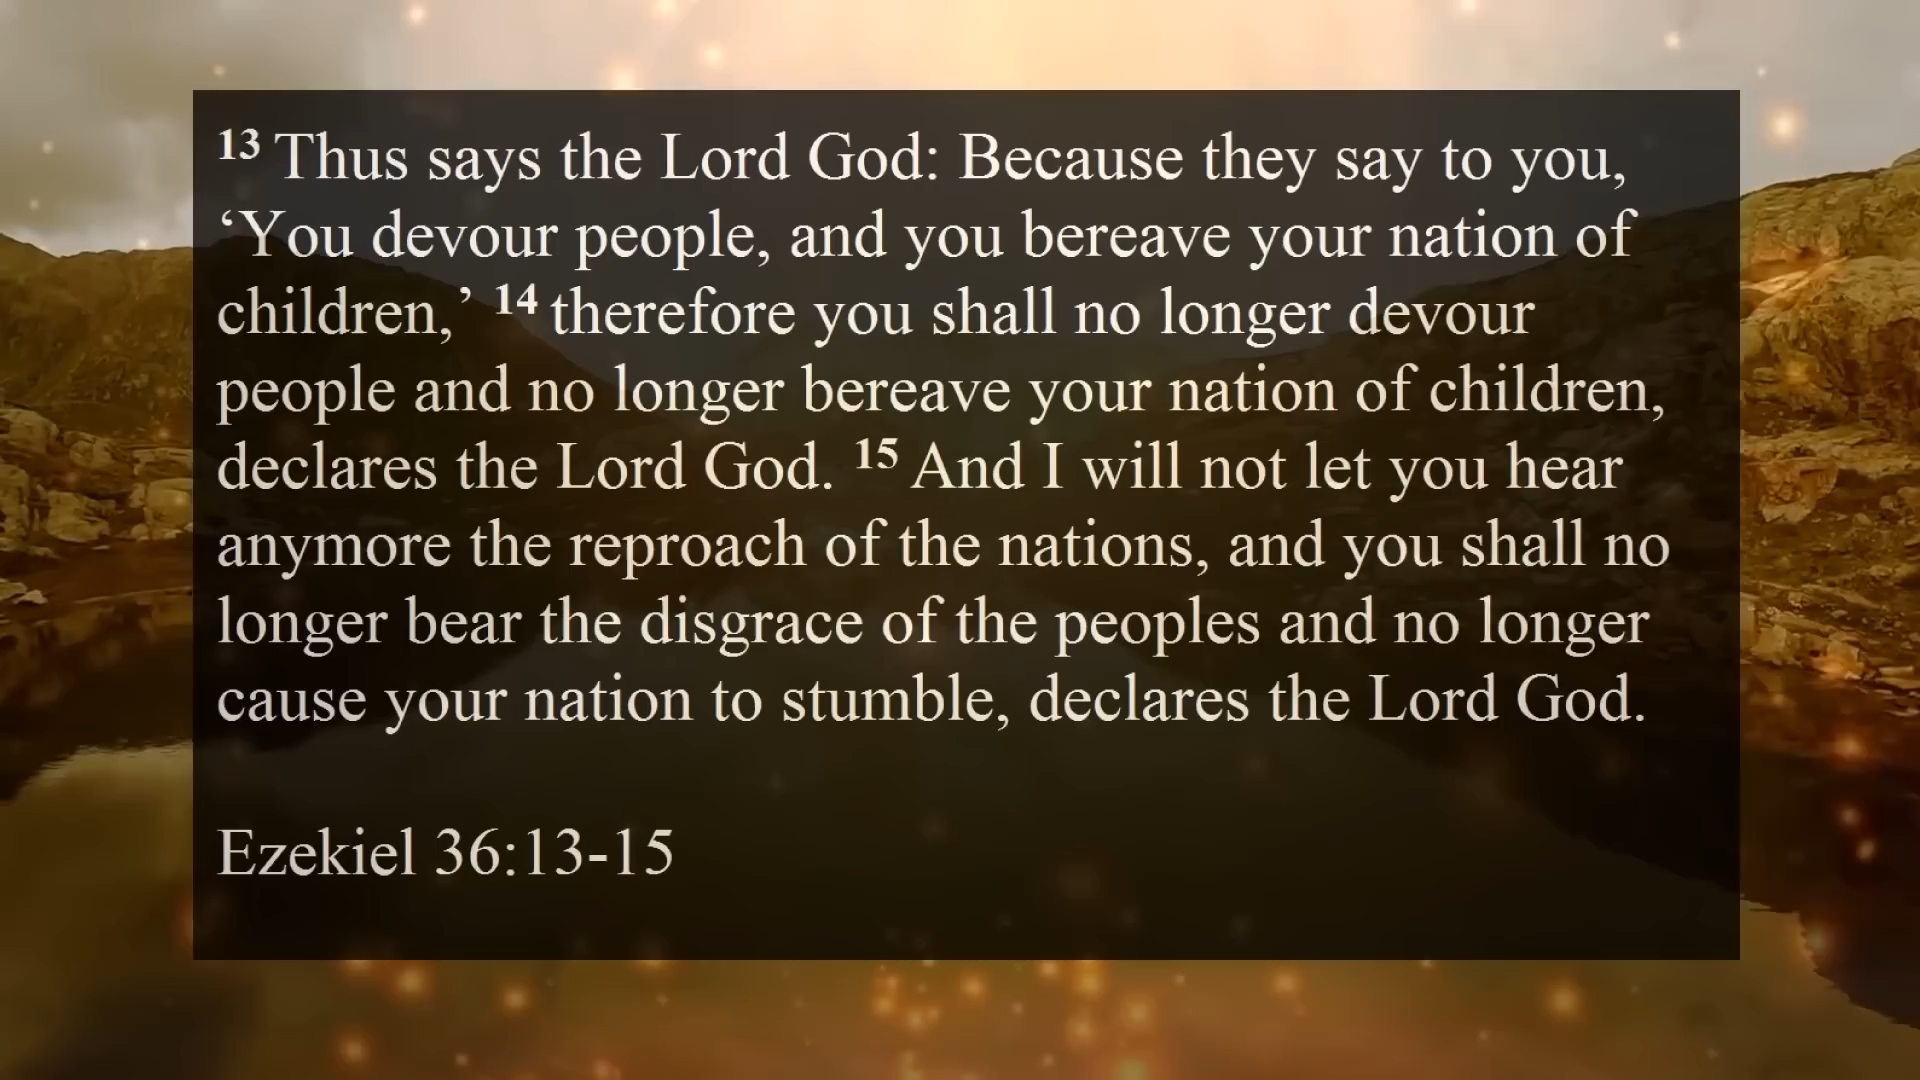 13 Thus says the Lord God: Because they say to you,
‘You devour people, and you bereave your nation of
children,’ 14 therefore you shall no longer devour
people and no longer bereave your nation of children,
declares the Lord God. 15 And I will not let you hear
anymore the reproach of the nations, and you shall no
longer bear the disgrace of the peoples and no longer
cause your nation to stumble, declares the Lord God.
Ezekiel 36:13-15